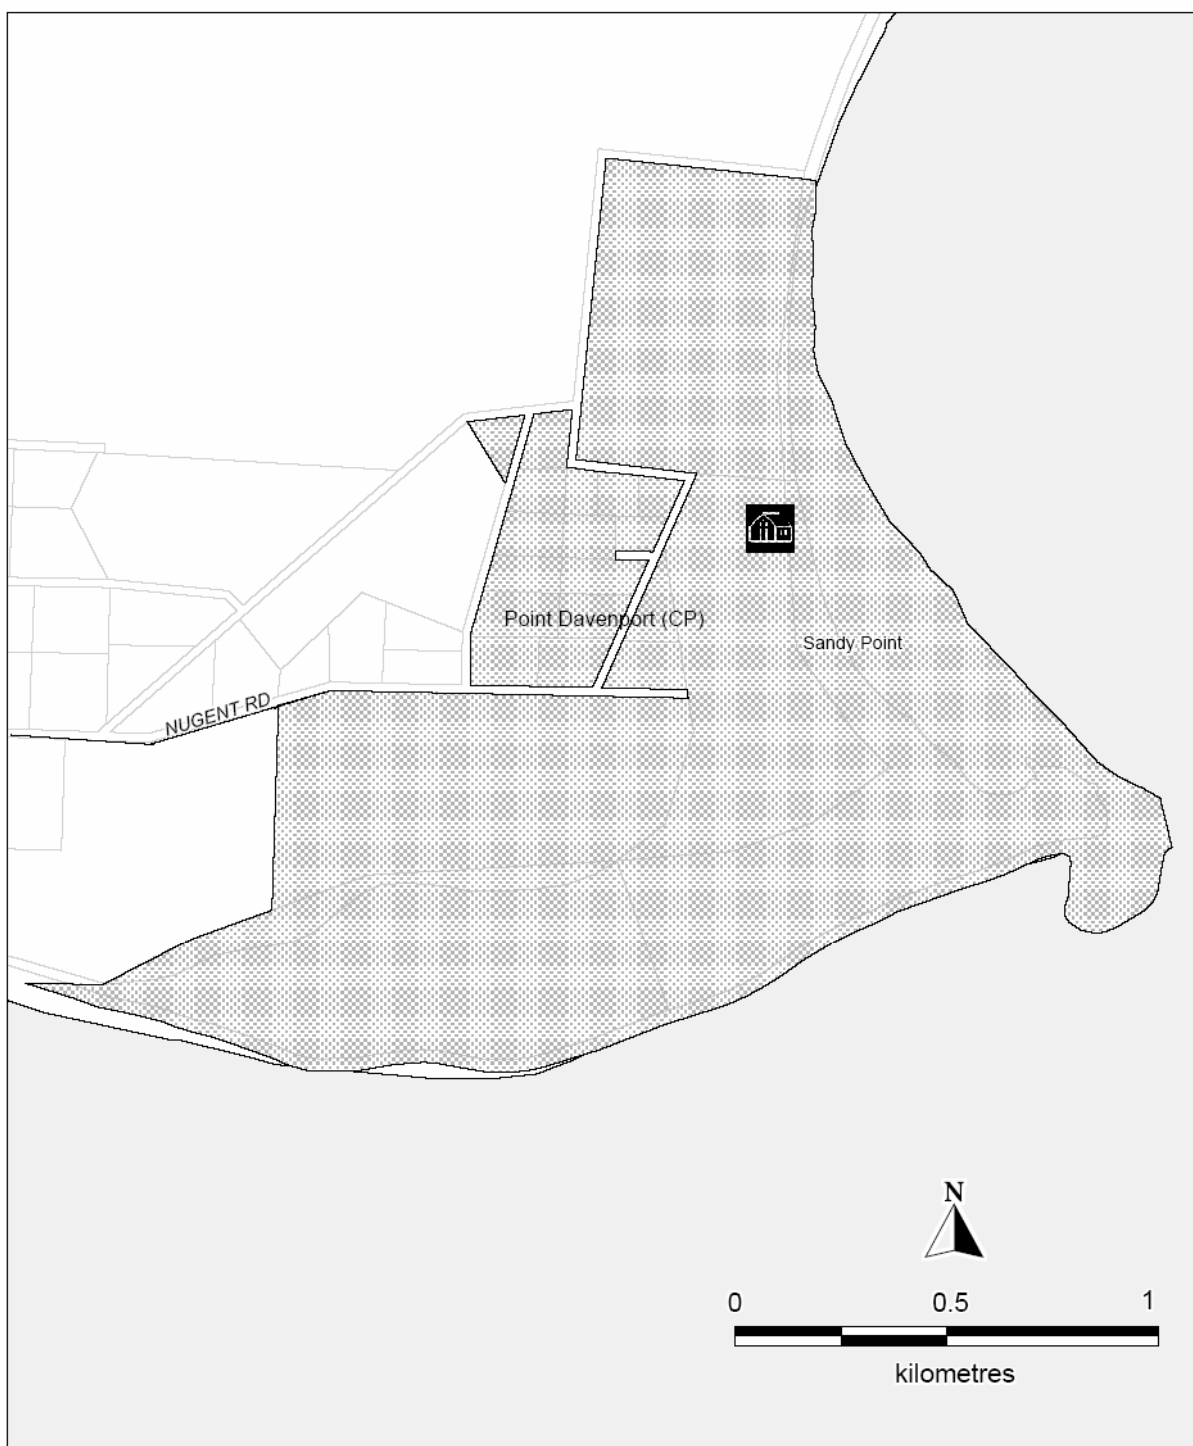 Point Davenport (CP)
Sandy Point
NUGENT RD
N
0 0.5 1
kilometres